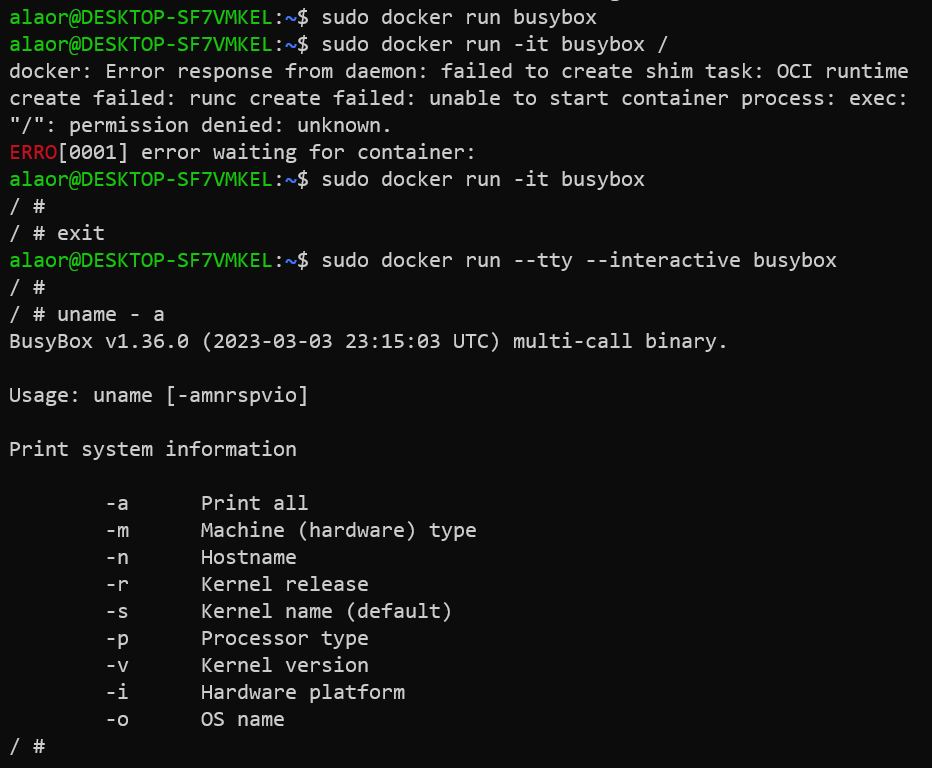 alaor@DESKTOP-SF7VMKEL:~$ sudo docker run busybox
alaor@DESKTOP-SF7VMKEL:~$ sudo docker run -it busybox /
docker: Error response from daemon: failed to create shim task: OCI runtime
create failed: runc create failed: unable to start container process: exec:
"/": permission denied: unknown.
ERRO[0001] error waiting for container:
alaor@DESKTOP-SF7VMKEL:~$ sudo docker run -it busybox
/ #
/ # exit
alaor@DESKTOP-SF7VMKEL:~$ sudo docker run --tty --interactive busybox
/ #
/ # uname - a
BusyBox v1.36.0 (2023-03-03 23:15:03 UTC) multi-call binary.

Usage: uname [-amnrspvio]

Print system information

        -a      Print all
        -m      Machine (hardware) type
        -n      Hostname
        -r      Kernel release
        -s      Kernel name (default)
        -p      Processor type
        -v      Kernel version
        -i      Hardware platform
        -o      OS name
/ #